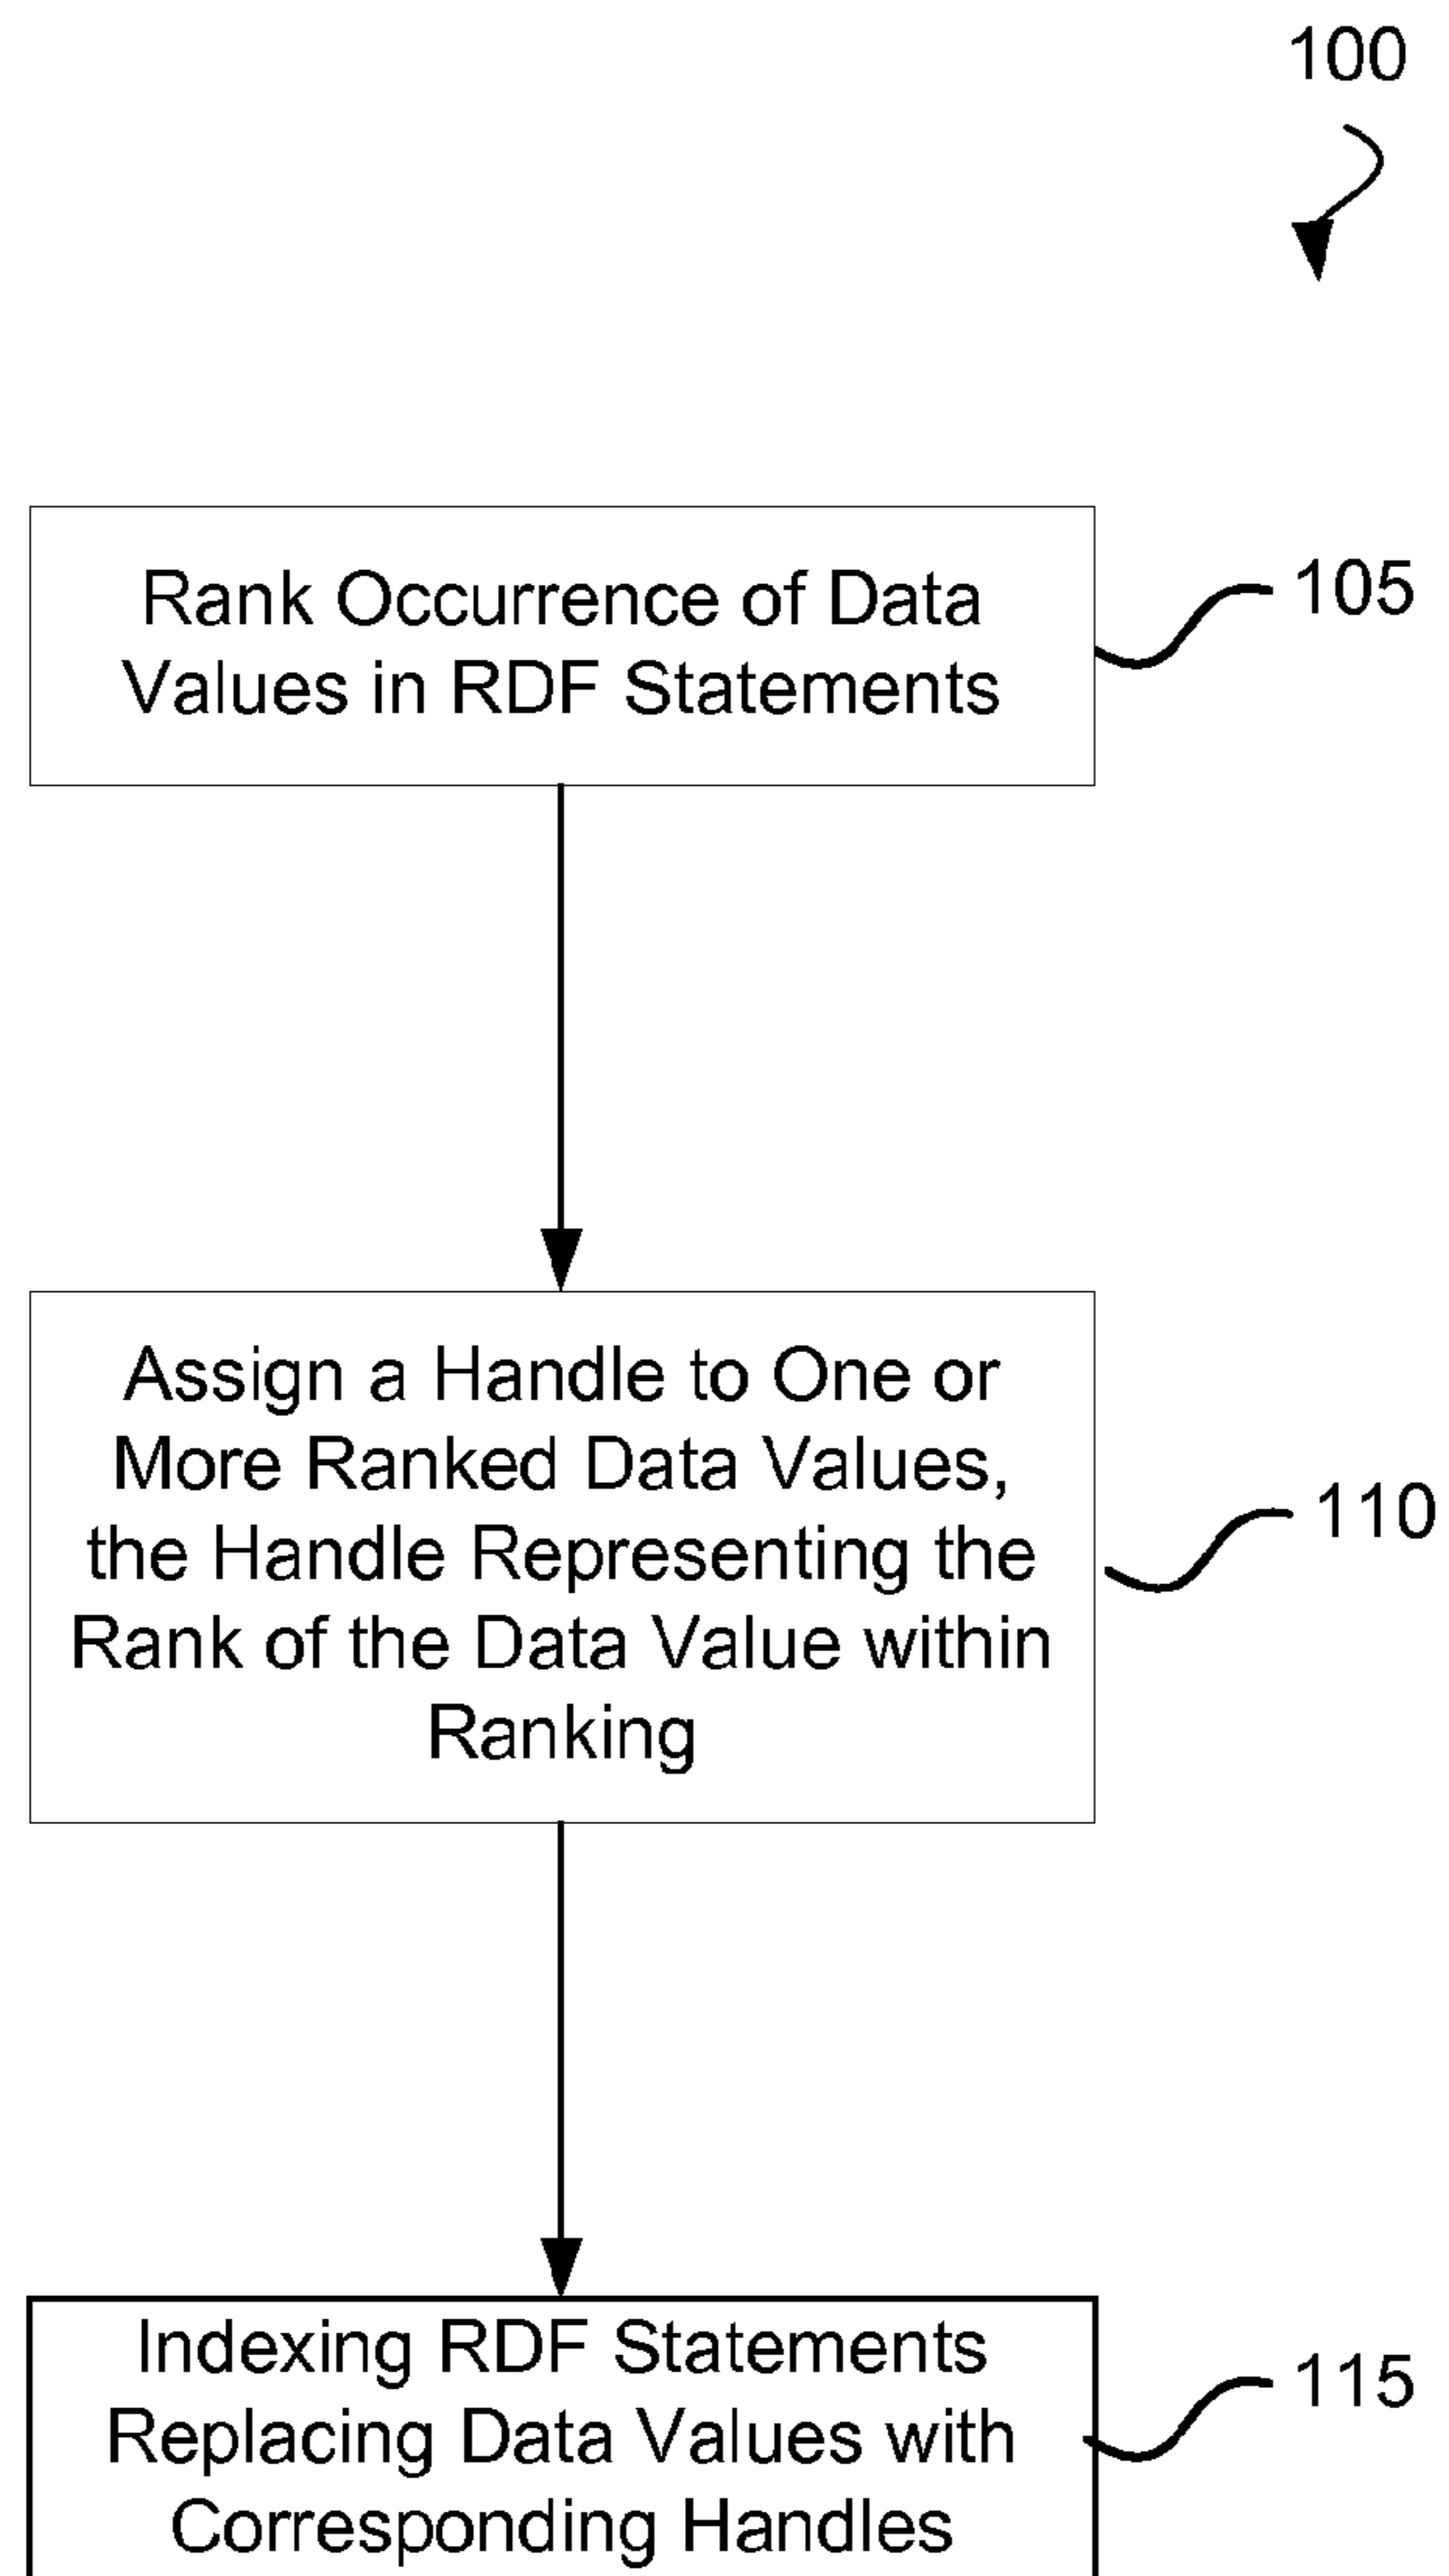 100
Rank Occurrence of Data
Values in RDF Statements
105
Assign a Handle to One or
More Ranked Data Values,
the Handle Representing the
Rank of the Data Value within
Ranking
110
Indexing RDF Statements
Replacing Data Values with
Corresponding Handles
115